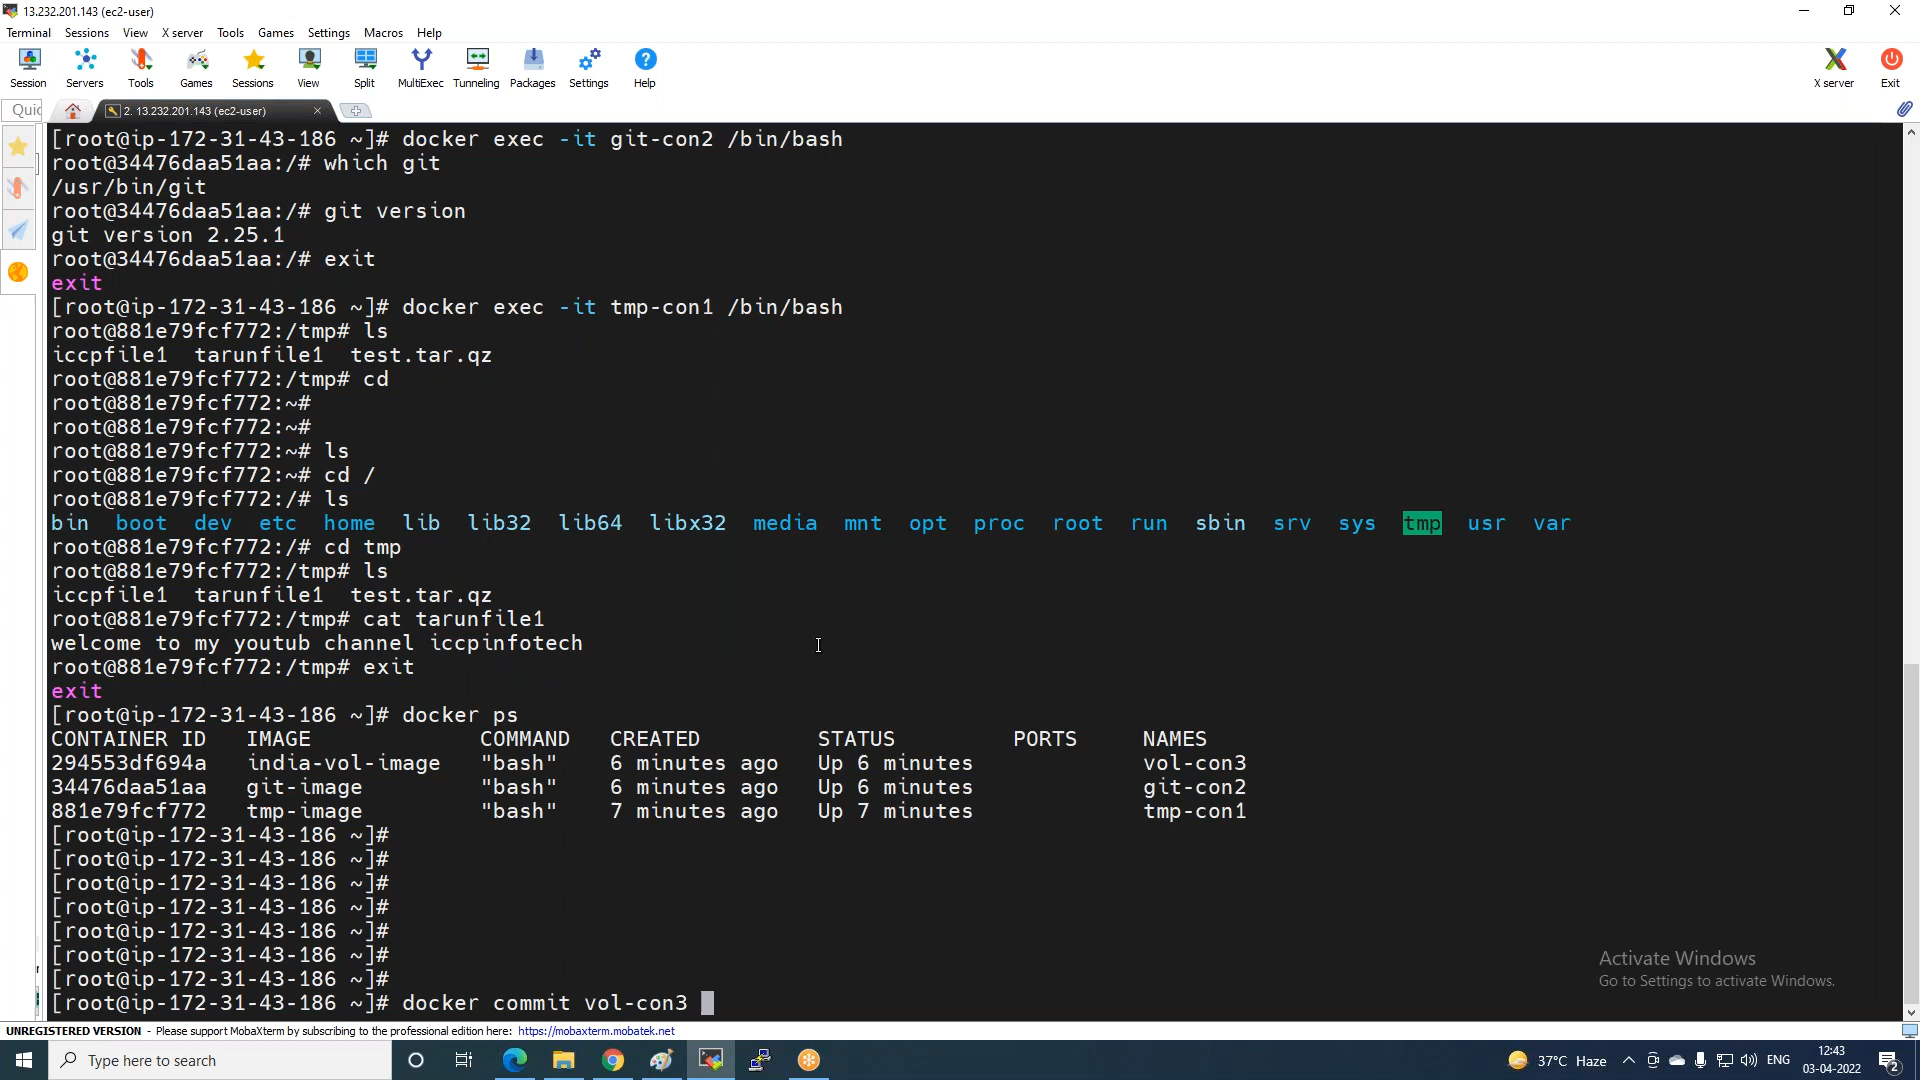 13.232.201.143 (ec2-user)
Terminal Sessions View X server Tools Games Settings Macros Help
Session Servers Tools Games Sessions View Split MultiExec Tunneling Packages Settings Help X server Exit
Quic 2. 13.232.201.143 (ec2-user)
[root@ip-172-31-43-186 ~]# docker exec -it git-con2 /bin/bash
root@34476daa51aa:/# which git
/usr/bin/git
root@34476daa51aa:/# git version
git version 2.25.1
root@34476daa51aa:/# exit
exit
[root@ip-172-31-43-186 ~]# docker exec -it tmp-con1 /bin/bash
root@881e79fcf772:/tmp# ls
iccpfile1 tarunfile1 test.tar.qz
root@881e79fcf772:/tmp# cd
root@881e79fcf772:~#
root@881e79fcf772:~#
root@881e79fcf772:~# ls
root@881e79fcf772:~# cd /
root@881e79fcf772:/# ls
bin boot dev etc home lib lib32 lib64 libx32 media mnt opt proc root run sbin srv sys tmp usr var
root@881e79fcf772:/# cd tmp
root@881e79fcf772:/tmp# ls
iccpfile1 tarunfile1 test.tar.qz
root@881e79fcf772:/tmp# cat tarunfile1
welcome to my youtub channel iccpinfotech
root@881e79fcf772:/tmp# exit
exit
[root@ip-172-31-43-186 ~]# docker ps
CONTAINER ID IMAGE COMMAND CREATED STATUS PORTS NAMES
294553df694a india-vol-image "bash" 6 minutes ago Up 6 minutes vol-con3
34476daa51aa git-image "bash" 6 minutes ago Up 6 minutes git-con2
881e79fcf772 tmp-image "bash" 7 minutes ago Up 7 minutes tmp-con1
[root@ip-172-31-43-186 ~]#
[root@ip-172-31-43-186 ~]#
[root@ip-172-31-43-186 ~]#
[root@ip-172-31-43-186 ~]#
[root@ip-172-31-43-186 ~]#
[root@ip-172-31-43-186 ~]#
[root@ip-172-31-43-186 ~]#
[root@ip-172-31-43-186 ~]# docker commit vol-con3
Activate Windows
Go to Settings to activate Windows.
UNREGISTERED VERSION - Please support MobaXterm by subscribing to the professional edition here: https://mobaxterm.mobatek.net
Type here to search
37°C Haze
ENG
12:43
03-04-2022
2